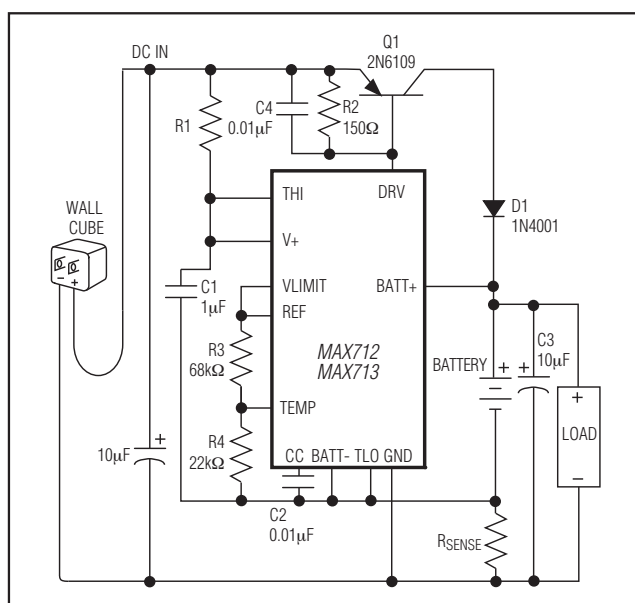 Q1
2N6109
DC IN
C4
0.01µF
R2
150Ω
R1
THI
DRV
D1
1N4001
WALL
CUBE
V+
- +
C1
1µF
VLIMIT
REF
BATT+
R3
68kΩ
MAX712
MAX713
BATTERY
+
+
C3
10µF
+
LOAD
-
TEMP
R4
22kΩ
10µF
+
CC BATT- TLO GND
C2
0.01µF
RSENSE